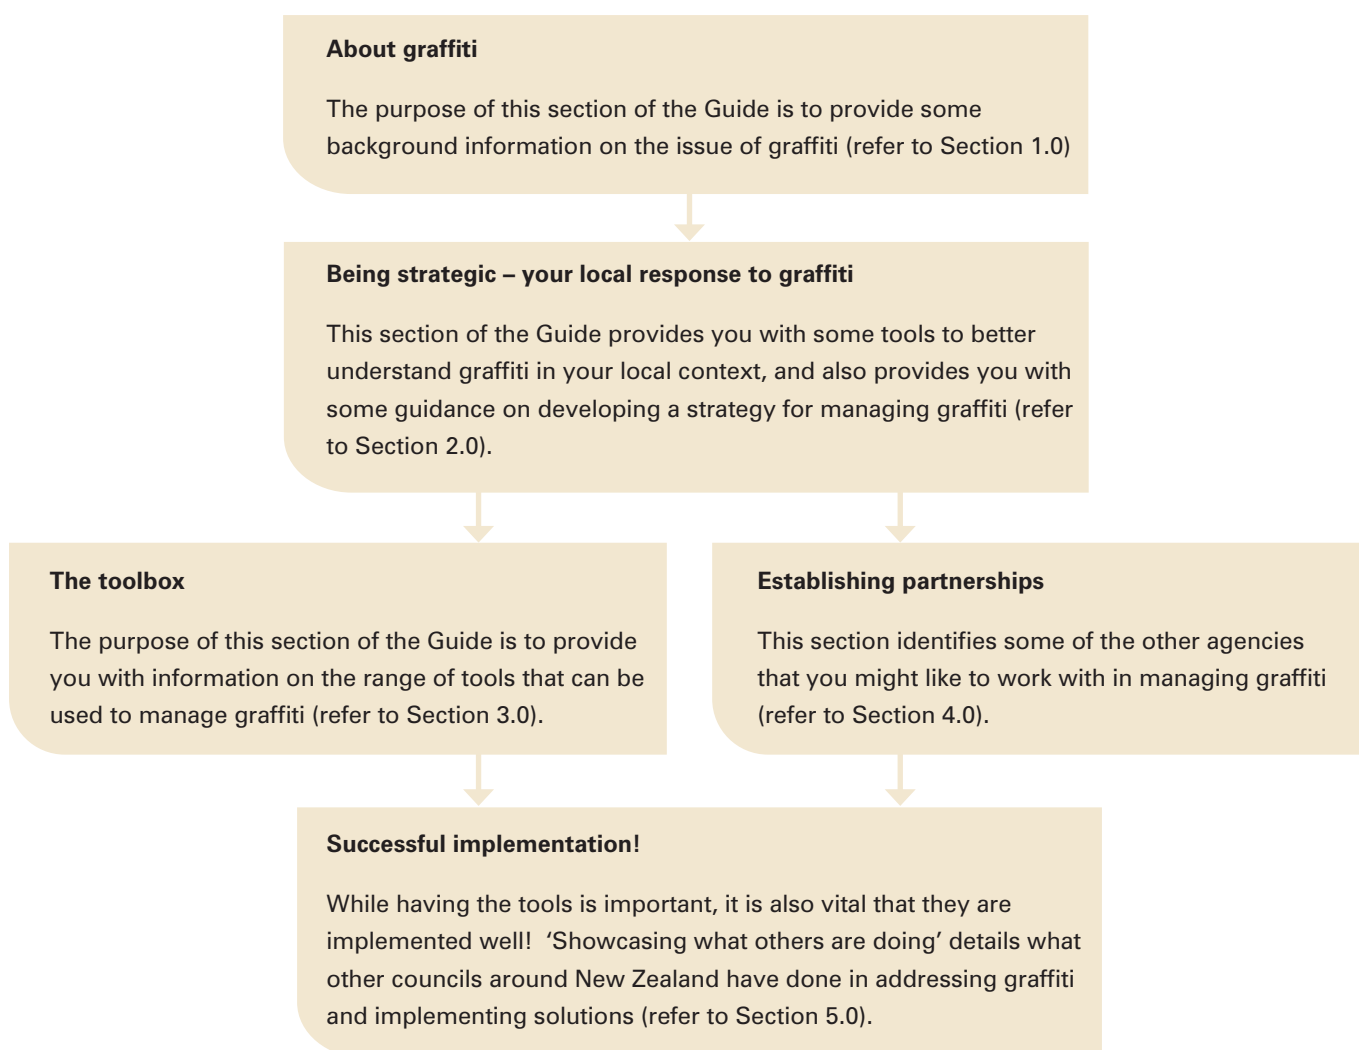 About graffiti
The purpose of this section of the Guide is to provide some
background information on the issue of graffiti (refer to Section 1.0)
Being strategic – your local response to graffiti
This section of the Guide provides you with some tools to better
understand graffiti in your local context, and also provides you with
some guidance on developing a strategy for managing graffiti (refer
to Section 2.0).
The toolbox
The purpose of this section of the Guide is to provide
you with information on the range of tools that can be
used to manage graffiti (refer to Section 3.0).
Establishing partnerships
This section identifies some of the other agencies
that you might like to work with in managing graffiti
(refer to Section 4.0).
Successful implementation!
While having the tools is important, it is also vital that they are
implemented well!  ‘Showcasing what others are doing’ details what
other councils around New Zealand have done in addressing graffiti
and implementing solutions (refer to Section 5.0).